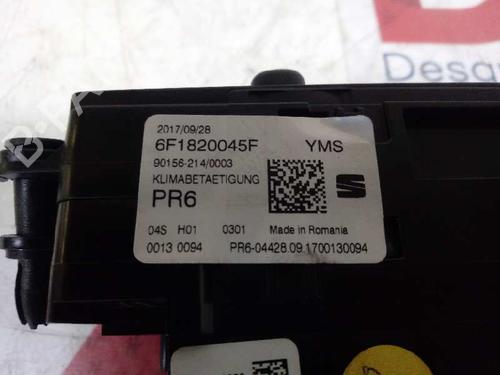 Desgu
2017/09/28
6F1820045F YMS
90156-214/0003
KLIMABETAETIGUNG
PR6
04S H01 0301 Made in Romania
0013 0094 PR6-04428.09.1700130094